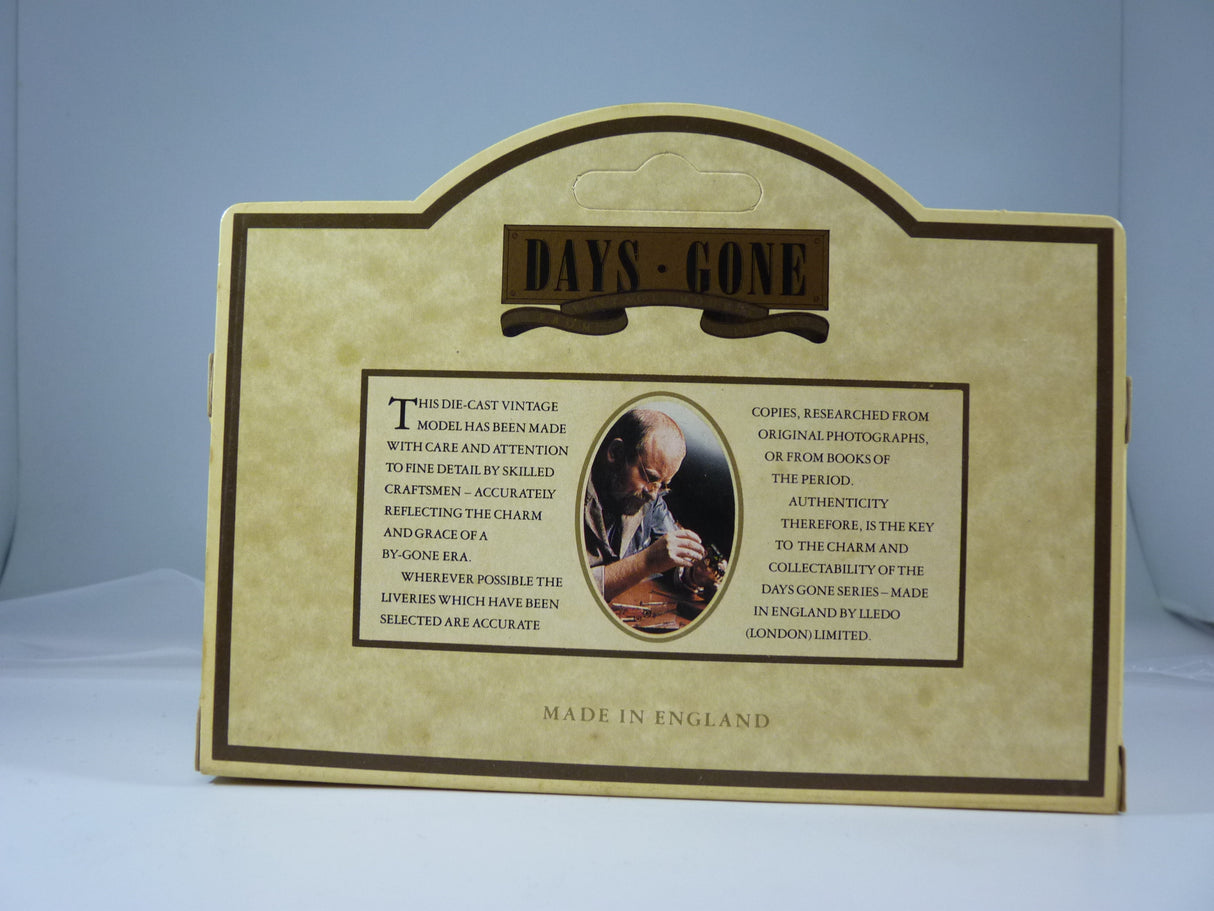 DAYS · GONE
THIS DIE-CAST VINTAGE
MODEL HAS BEEN MADE
WITH CARE AND ATTENTION
TO FINE DETAIL BY SKILLED
CRAFTSMEN – ACCURATELY
REFLECTING THE CHARM
AND GRACE OF A
BY-GONE ERA.
WHEREVER POSSIBLE THE
LIVERIES WHICH HAVE BEEN
SELECTED ARE ACCURATE
COPIES, RESEARCHED FROM
ORIGINAL PHOTOGRAPHS,
OR FROM BOOKS OF
THE PERIOD.
AUTHENTICITY
THEREFORE, IS THE KEY
TO THE CHARM AND
COLLECTABILITY OF THE
DAYS GONE SERIES – MADE
IN ENGLAND BY LLEDO
(LONDON) LIMITED.
MADE IN ENGLAND